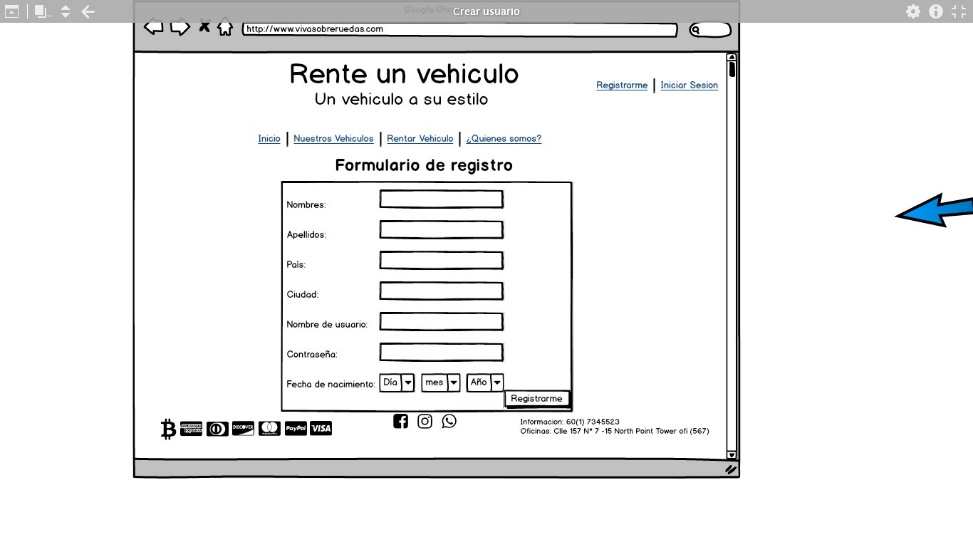 Crear usuario
http://www.vivasobreruedas.com
Rente un vehiculo
Un vehiculo a su estilo
Registrarme | Iniciar Sesion
Inicio | Nuestros Vehiculos | Rentar Vehiculo | ¿Quienes somos?
Formulario de registro
Nombres:
Apellidos:
País:
Ciudad:
Nombre de usuario:
Contraseña:
Fecha de nacimiento: Día mes Año
Registrarme
DISCOVER PayPal VISA
Informacion: 60(1) 7345523
Oficinas: Clle 157 N° 7 -15 North Point Tower ofi (567)